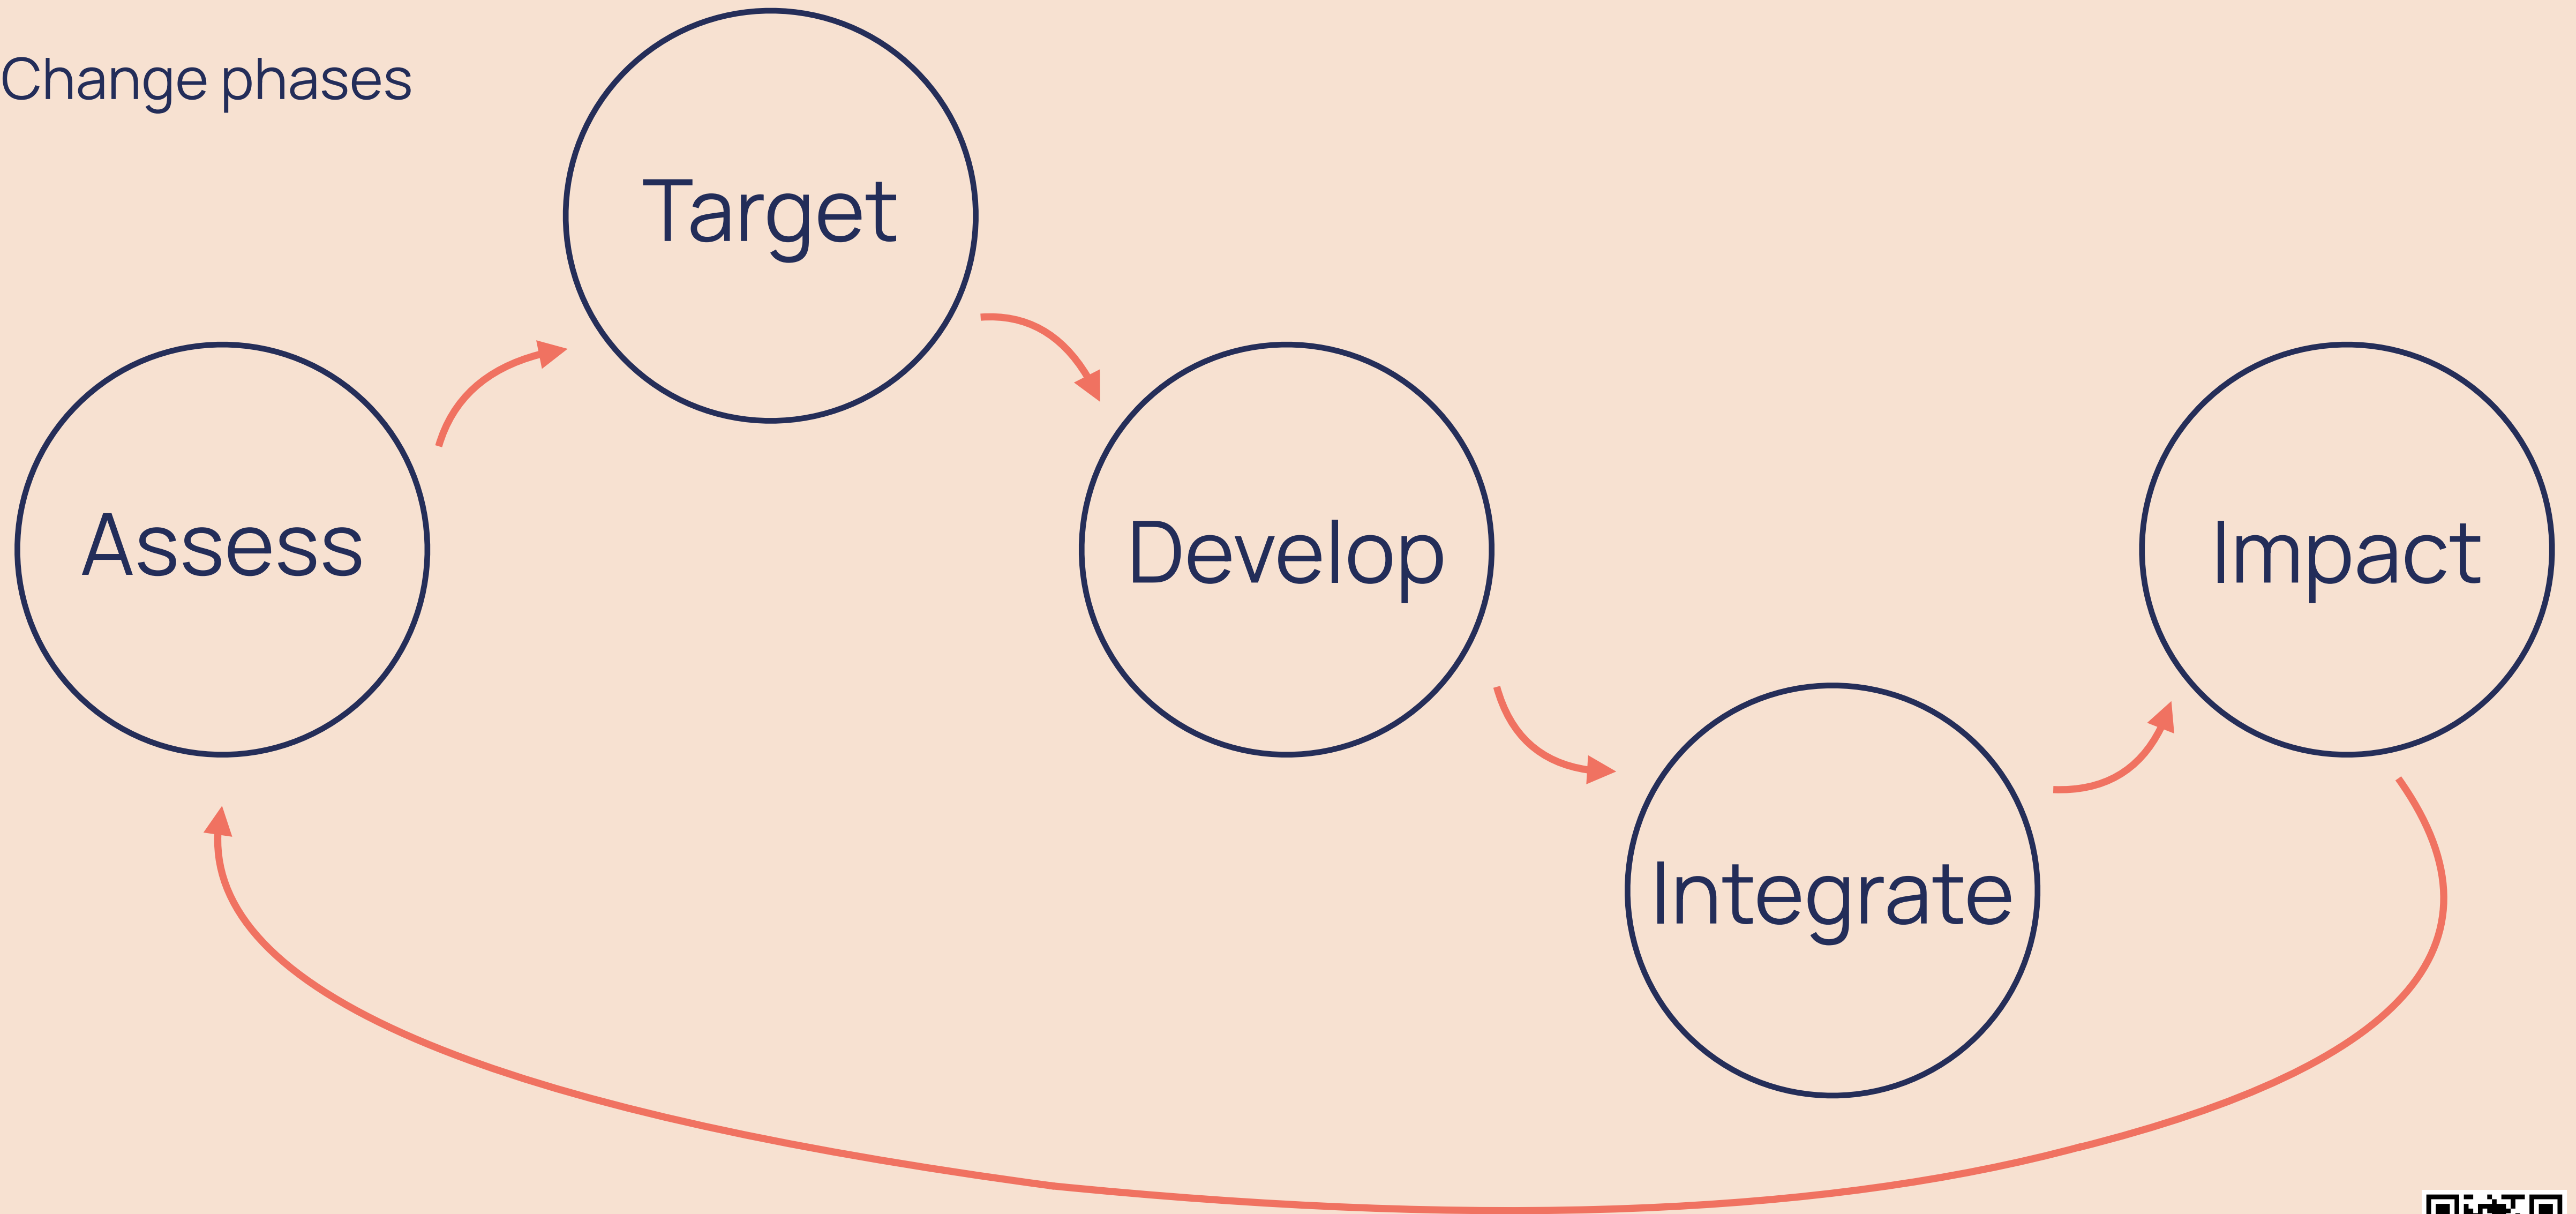 Change phases
Target
Assess
Develop
Impact
Integrate